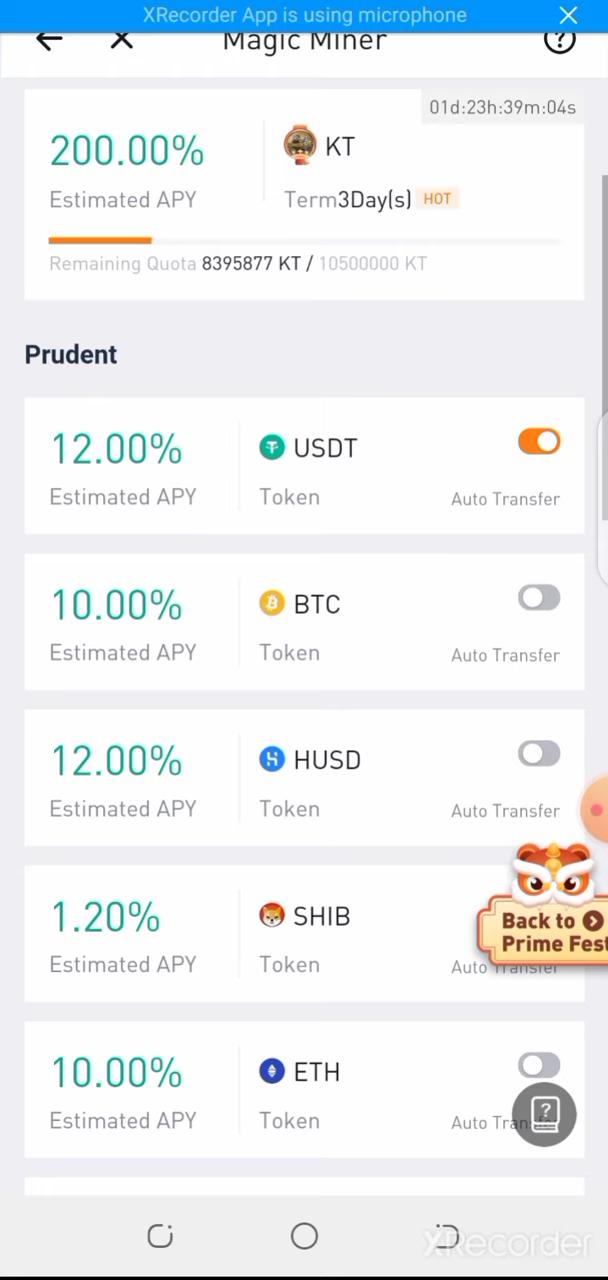 XRecorder App is using microphone
Magic Miner
01d:23h:39m:04s
200.00%
KT
Estimated APY
Term3Day(s) HOT
Remaining Quota 8395877 KT / 10500000 KT
Prudent
12.00%
USDT
Estimated APY
Token
Auto Transfer
10.00%
BTC
Estimated APY
Token
Auto Transfer
12.00%
HUSD
Estimated APY
Token
Auto Transfer
1.20%
SHIB
Back to
Prime Fest
Estimated APY
Token
Auto Transfer
10.00%
ETH
Estimated APY
Token
Auto Trans
XRecorder